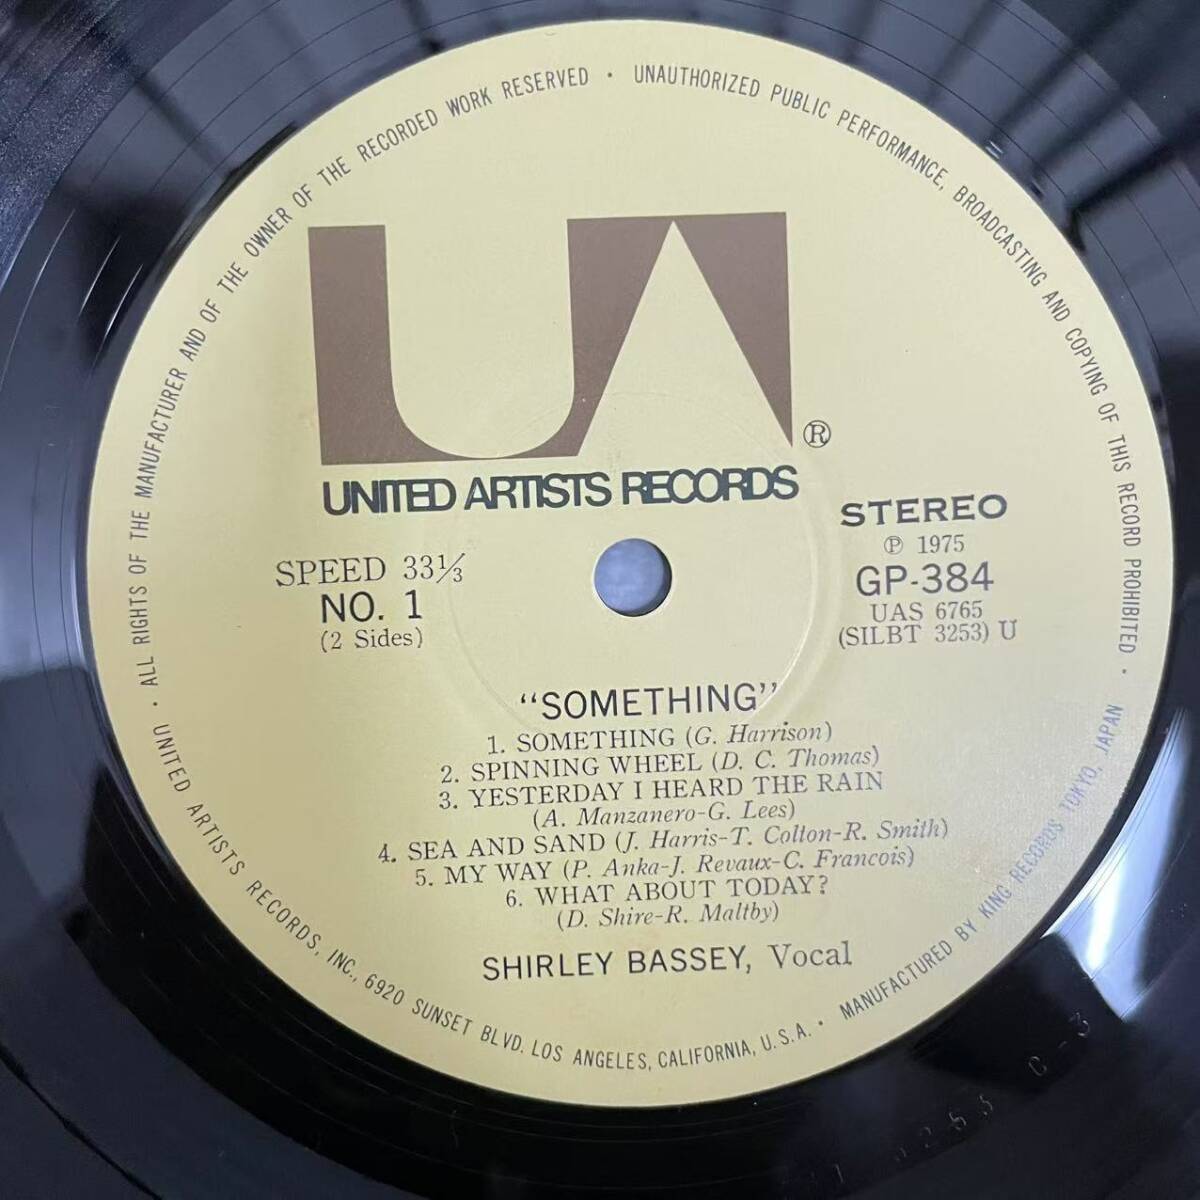 · ALL RIGHTS OF THE MANUFACTURER AND OF THE OWNER OF THE RECORDED WORK RESERVED · UNAUTHORIZED PUBLIC PERFORMANCE, BROADCASTING AND COPYING OF THIS RECORD PROHIBITED ·
UA®
UNITED ARTISTS RECORDS
STEREO
Ⓟ 1975
GP-384
UAS 6765
(SILBT 3253) U
SPEED 33⅓
NO. 1
(2 Sides)
“SOMETHING”
1. SOMETHING (G. Harrison)
2. SPINNING WHEEL (D. C. Thomas)
3. YESTERDAY I HEARD THE RAIN
(A. Manzanero-G. Lees)
4. SEA AND SAND (J. Harris-T. Colton-R. Smith)
5. MY WAY (P. Anka-J. Revaux-C. Francois)
6. WHAT ABOUT TODAY?
(D. Shire-R. Maltby)
SHIRLEY BASSEY, Vocal
UNITED ARTISTS RECORDS, INC., 6920 SUNSET BLVD. LOS ANGELES, CALIFORNIA, U.S.A. · MANUFACTURED BY KING RECORDS TOKYO, JAPAN